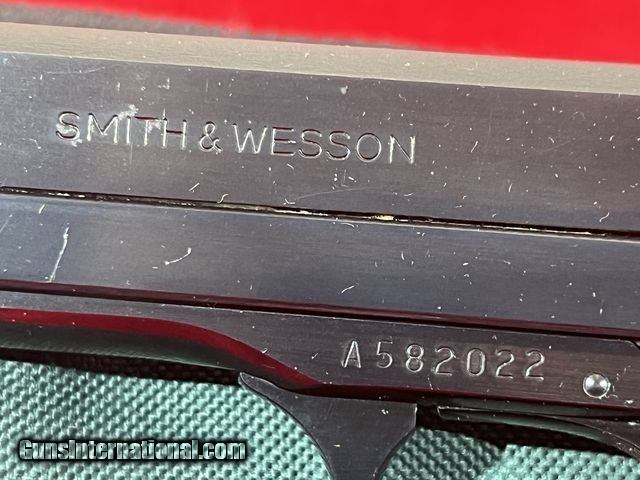 SMITH & WESSON
A582022
GunsInternational.com